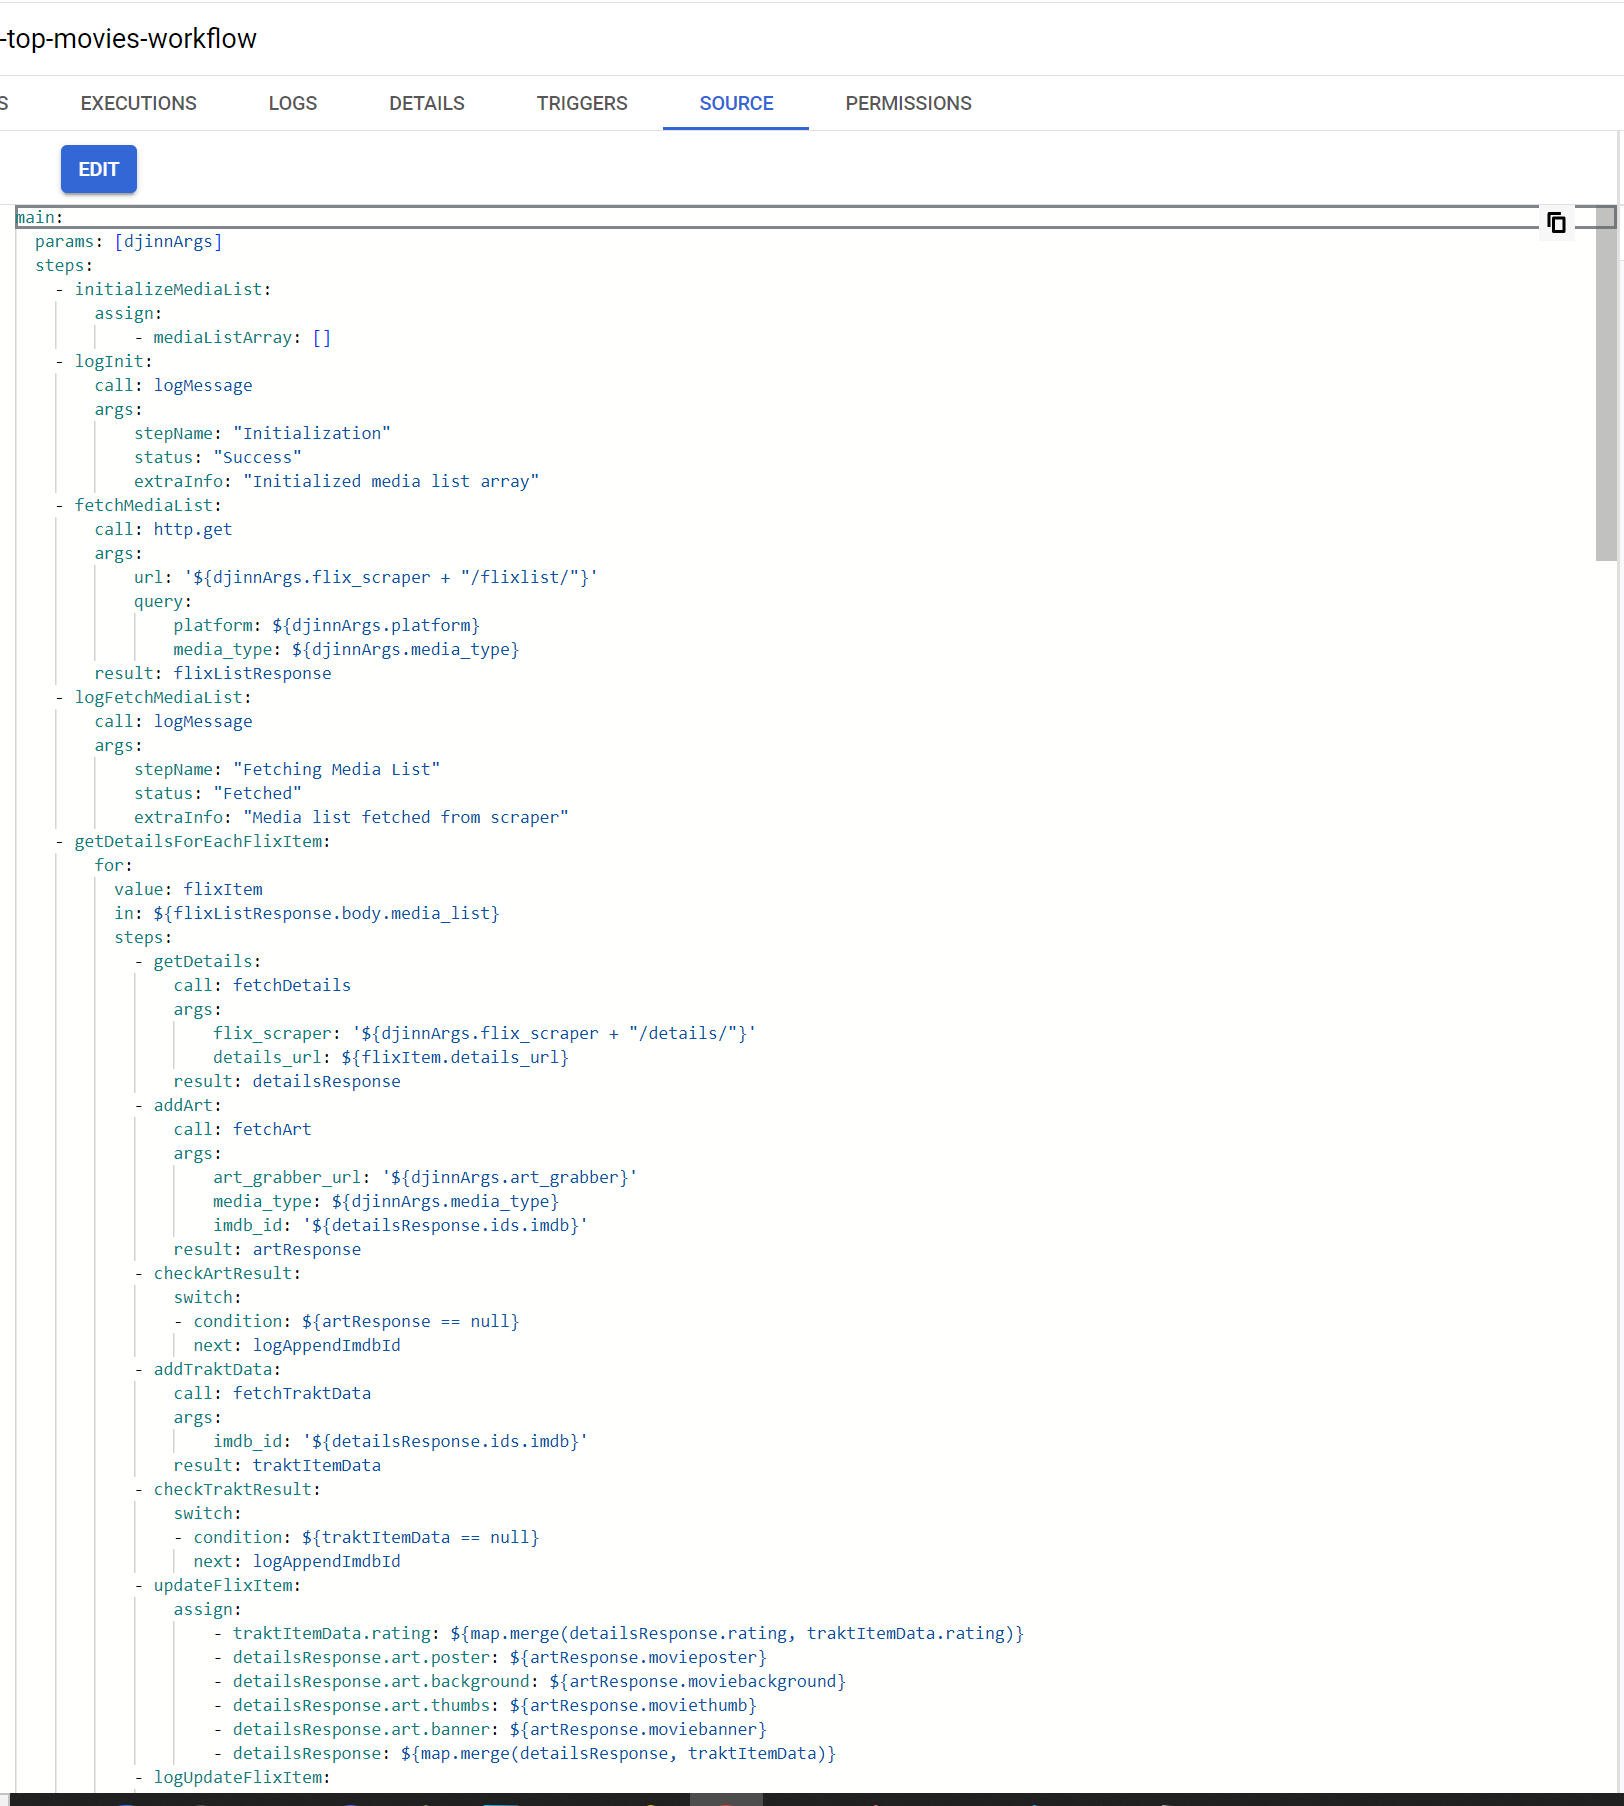 -top-movies-workflow
S EXECUTIONS LOGS DETAILS TRIGGERS SOURCE PERMISSIONS
EDIT
main:
  params: [djinnArgs]
  steps:
    - initializeMediaList:
        assign:
            - mediaListArray: []
    - logInit:
        call: logMessage
        args:
            stepName: "Initialization"
            status: "Success"
            extraInfo: "Initialized media list array"
    - fetchMediaList:
        call: http.get
        args:
            url: '${djinnArgs.flix_scraper + "/flixlist/"}'
            query:
                platform: ${djinnArgs.platform}
                media_type: ${djinnArgs.media_type}
        result: flixListResponse
    - logFetchMediaList:
        call: logMessage
        args:
            stepName: "Fetching Media List"
            status: "Fetched"
            extraInfo: "Media list fetched from scraper"
    - getDetailsForEachFlixItem:
        for:
          value: flixItem
          in: ${flixListResponse.body.media_list}
          steps:
            - getDetails:
                call: fetchDetails
                args:
                    flix_scraper: '${djinnArgs.flix_scraper + "/details/"}'
                    details_url: ${flixItem.details_url}
                result: detailsResponse
            - addArt:
                call: fetchArt
                args:
                    art_grabber_url: '${djinnArgs.art_grabber}'
                    media_type: ${djinnArgs.media_type}
                    imdb_id: '${detailsResponse.ids.imdb}'
                result: artResponse
            - checkArtResult:
                switch:
                - condition: ${artResponse == null}
                  next: logAppendImdbId
            - addTraktData:
                call: fetchTraktData
                args:
                    imdb_id: '${detailsResponse.ids.imdb}'
                result: traktItemData
            - checkTraktResult:
                switch:
                - condition: ${traktItemData == null}
                  next: logAppendImdbId
            - updateFlixItem:
                assign:
                    - traktItemData.rating: ${map.merge(detailsResponse.rating, traktItemData.rating)}
                    - detailsResponse.art.poster: ${artResponse.movieposter}
                    - detailsResponse.art.background: ${artResponse.moviebackground}
                    - detailsResponse.art.thumbs: ${artResponse.moviethumb}
                    - detailsResponse.art.banner: ${artResponse.moviebanner}
                    - detailsResponse: ${map.merge(detailsResponse, traktItemData)}
            - logUpdateFlixItem: